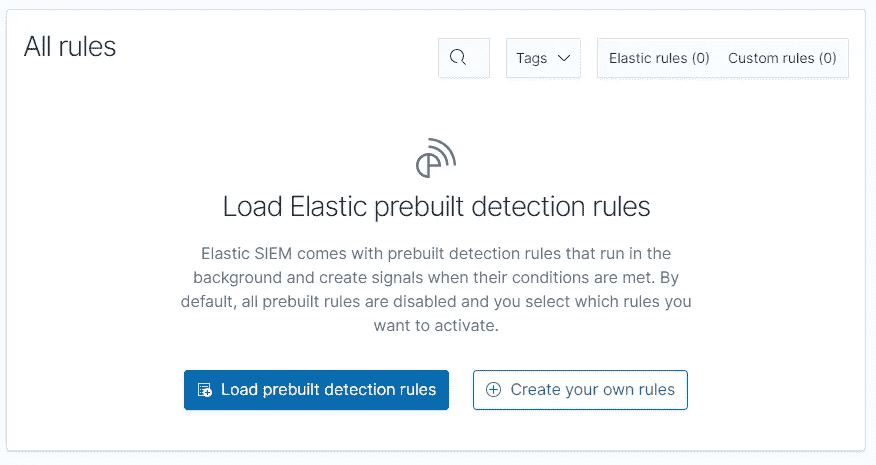 All rules
Tags
Elastic rules (0)
Custom rules (0)
Load Elastic prebuilt detection rules
Elastic SIEM comes with prebuilt detection rules that run in the
background and create signals when their conditions are met. By
default, all prebuilt rules are disabled and you select which rules you
want to activate.
Load prebuilt detection rules
Create your own rules